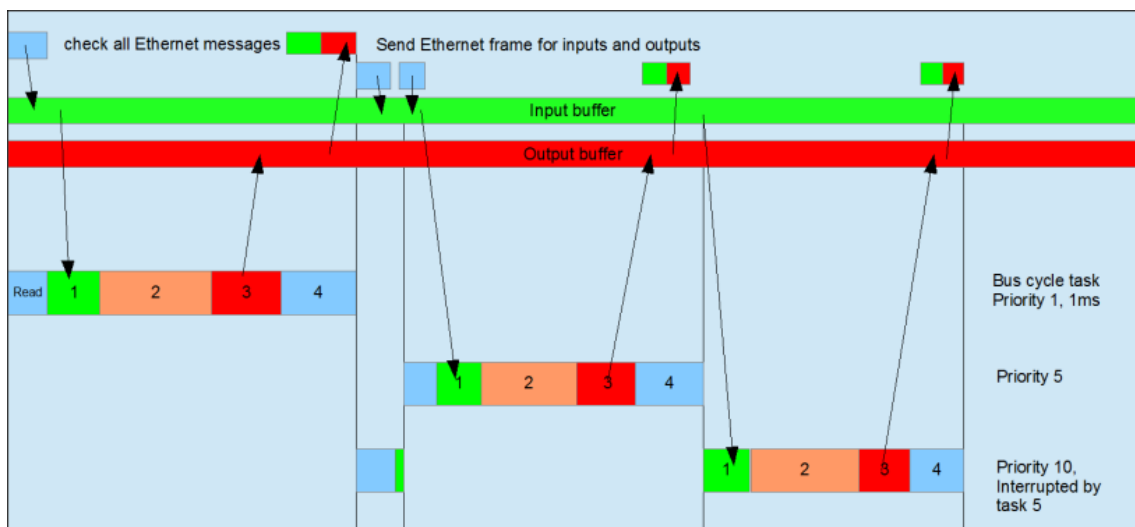 check all Ethernet messages
Send Ethernet frame for inputs and outputs
Input buffer
Output buffer
Read
1
2
3
4
Bus cycle task
Priority 1, 1ms
1
2
3
4
Priority 5
1
2
3
4
Priority 10,
Interrupted by
task 5